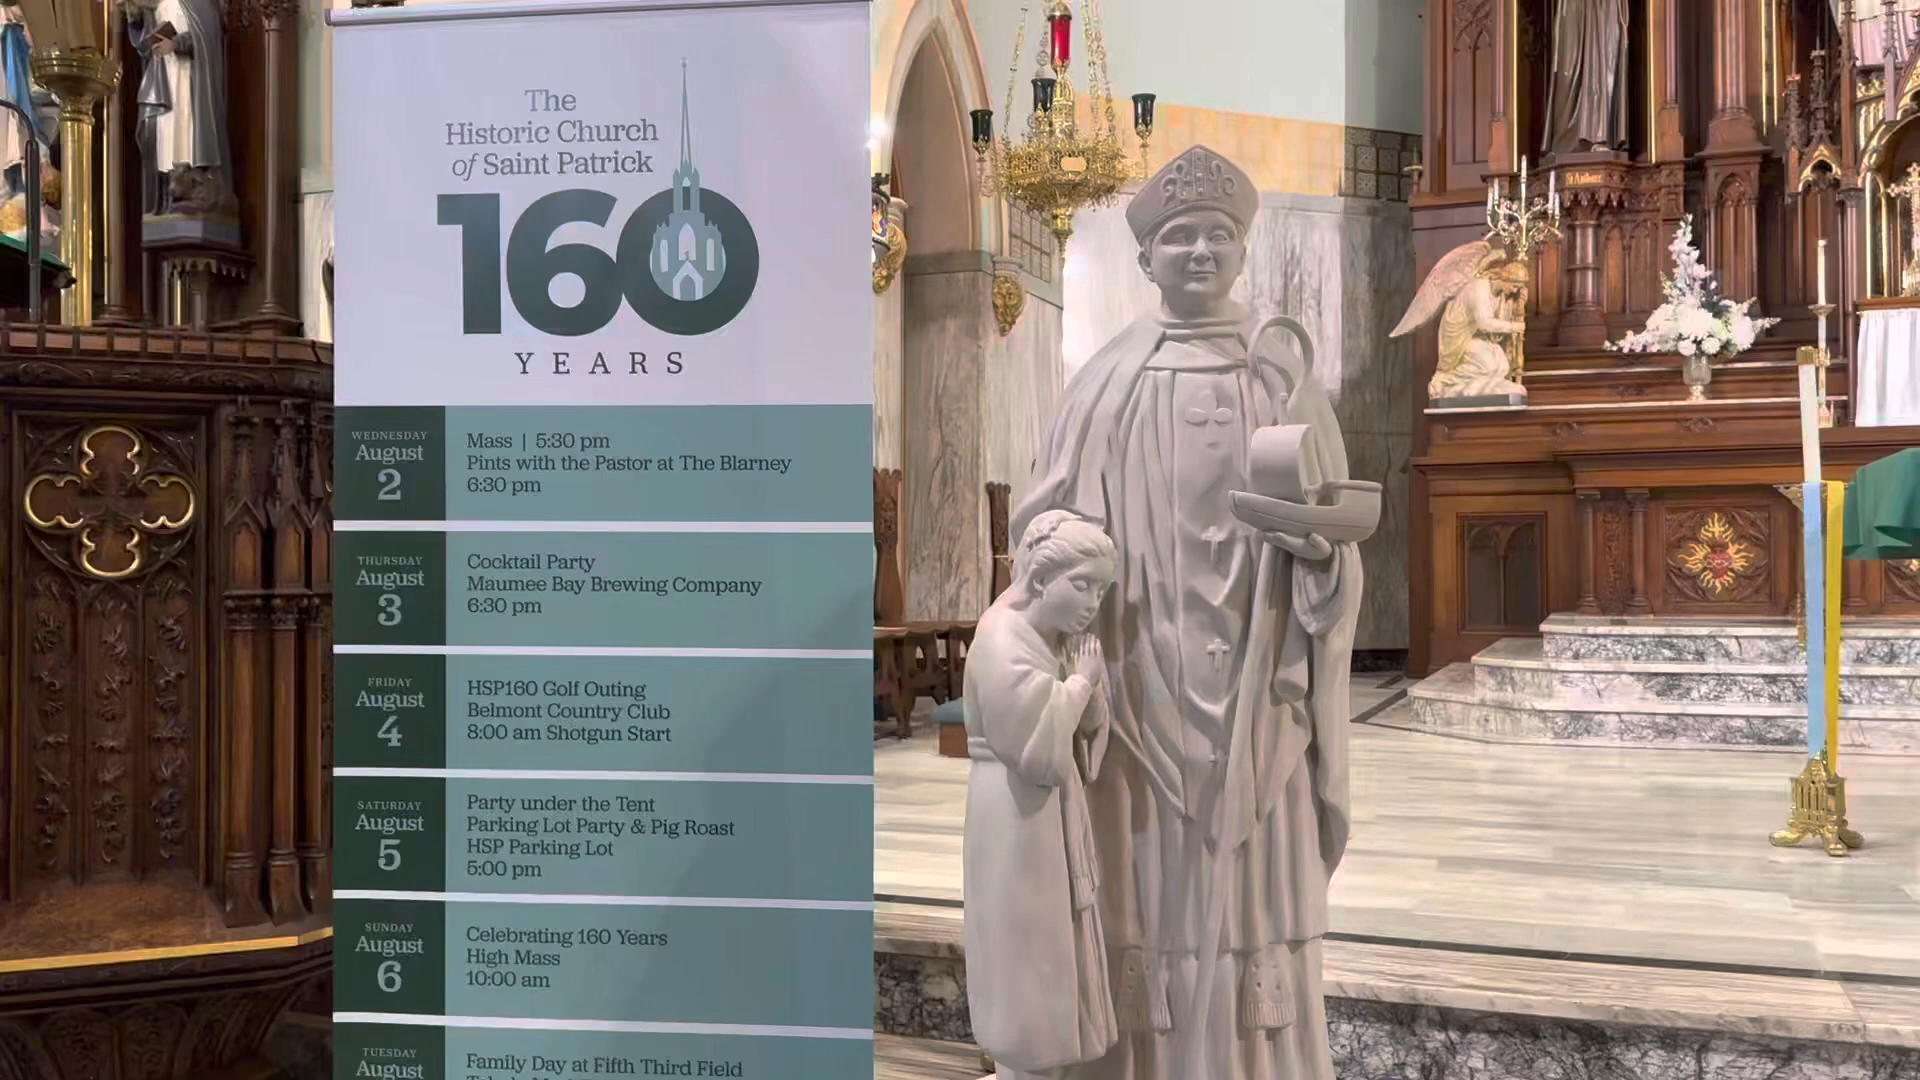 The
Historic Church
of Saint Patrick
160
YEARS
WEDNESDAY
August
2
Mass | 5:30 pm
Pints with the Pastor at The Blarney
6:30 pm
THURSDAY
August
3
Cocktail Party
Maumee Bay Brewing Company
6:30 pm
FRIDAY
August
4
HSP160 Golf Outing
Belmont Country Club
8:00 am Shotgun Start
SATURDAY
August
5
Party under the Tent
Parking Lot Party & Pig Roast
HSP Parking Lot
5:00 pm
SUNDAY
August
6
Celebrating 160 Years
High Mass
10:00 am
TUESDAY
August
Family Day at Fifth Third Field